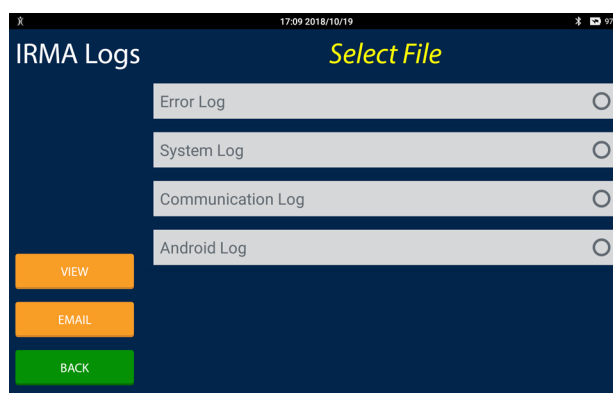 17:09 2018/10/19
97
IRMA Logs
Select File
Error Log
System Log
Communication Log
Android Log
VIEW
EMAIL
BACK